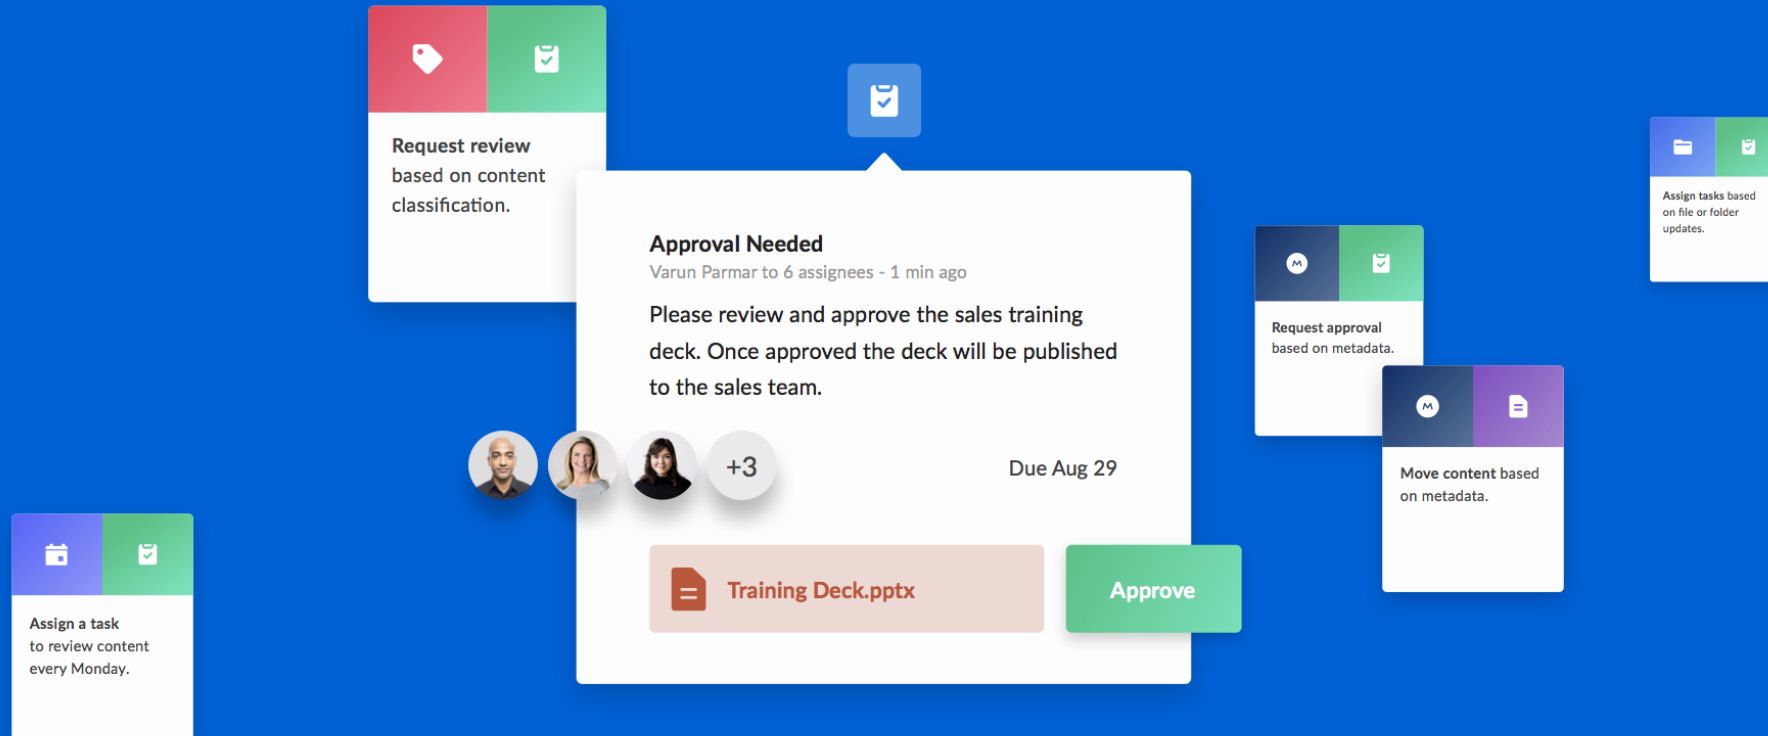 Request review
based on content
classification.
Approval Needed
Varun Parmar to 6 assignees - 1 min ago
Please review and approve the sales training
deck. Once approved the deck will be published
to the sales team.
+3
Due Aug 29
Training Deck.pptx
Approve
Assign a task
to review content
every Monday.
Request approval
based on metadata.
Move content based
on metadata.
Assign tasks based
on file or folder
updates.